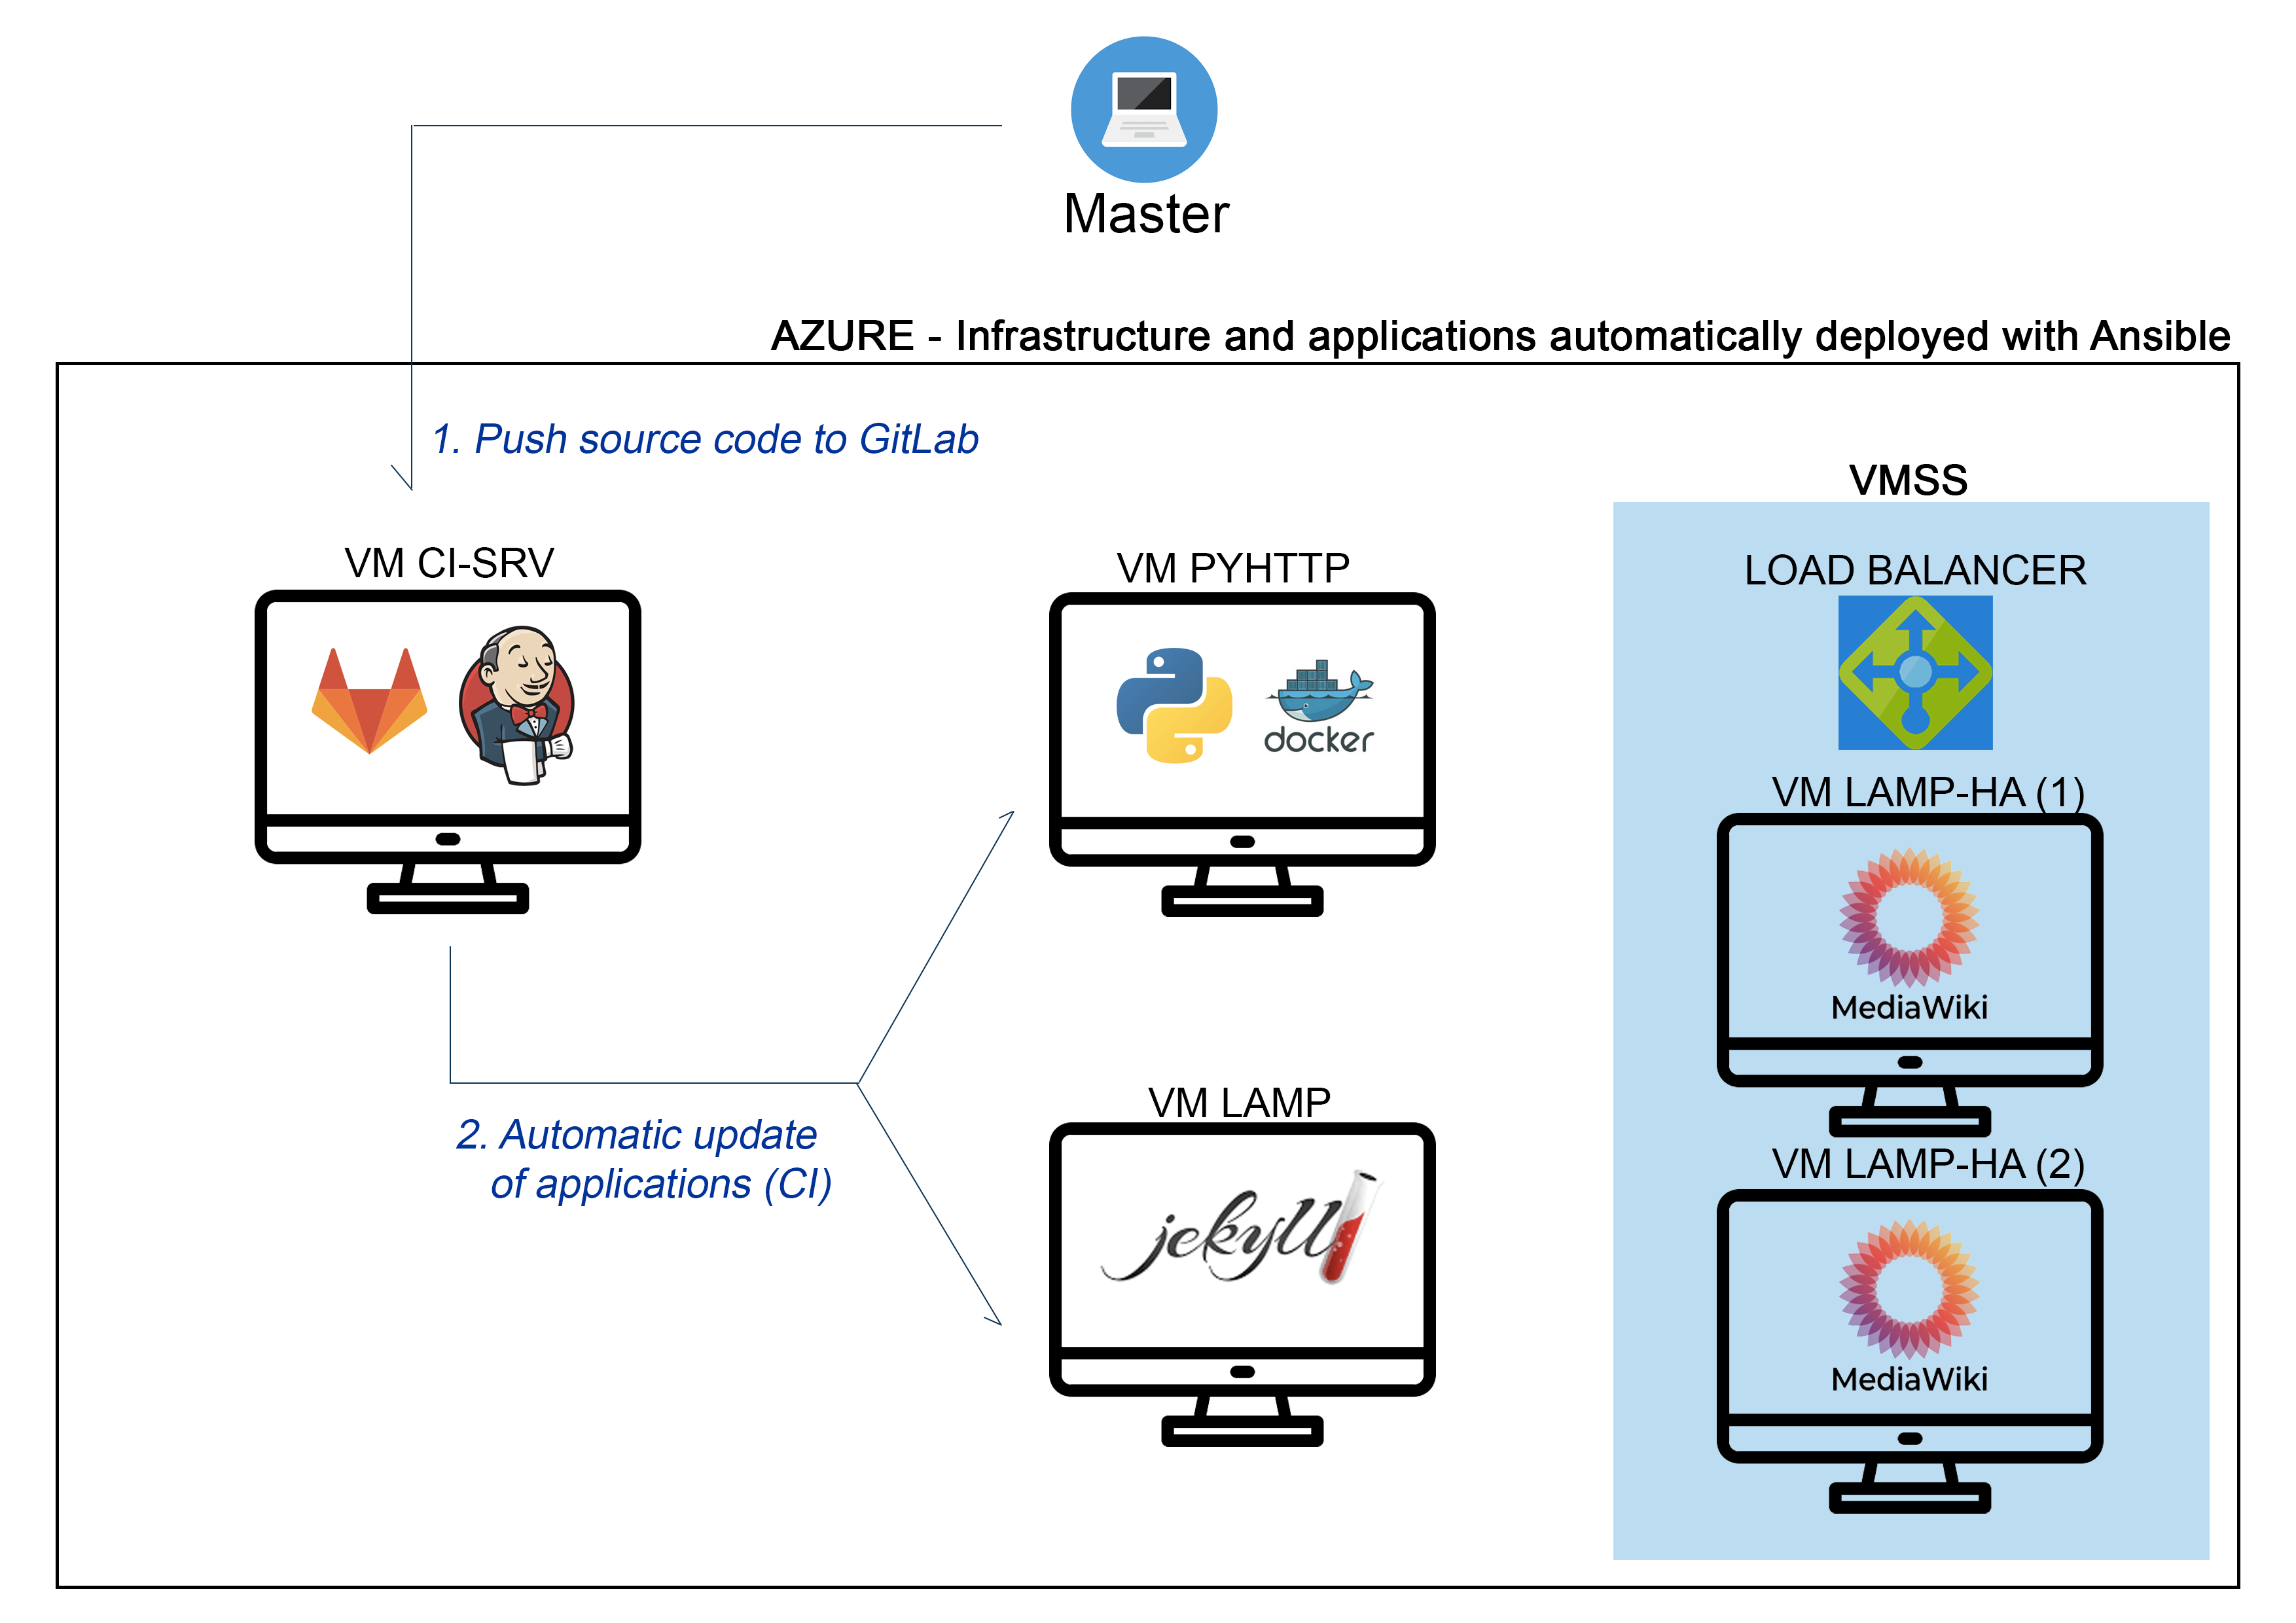 Master
AZURE - Infrastructure and applications automatically deployed with Ansible
1. Push source code to GitLab
VMSS
VM CI-SRV
VM PYHTTP
docker
LOAD BALANCER
VM LAMP-HA (1)
MediaWiki
2. Automatic update
of applications (CI)
VM LAMP
jekyll
VM LAMP-HA (2)
MediaWiki